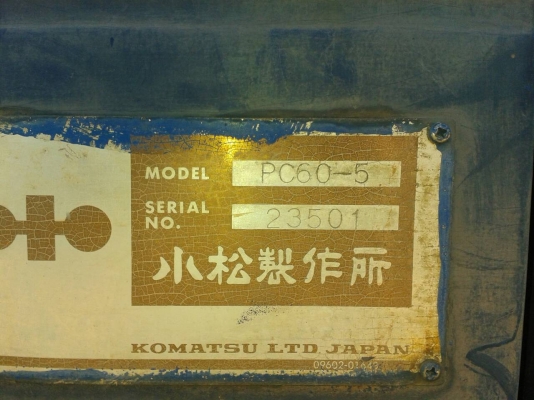 MODEL PC60-5
SERIAL
NO. 23501
小松製作所
KOMATSU LTD. JAPAN